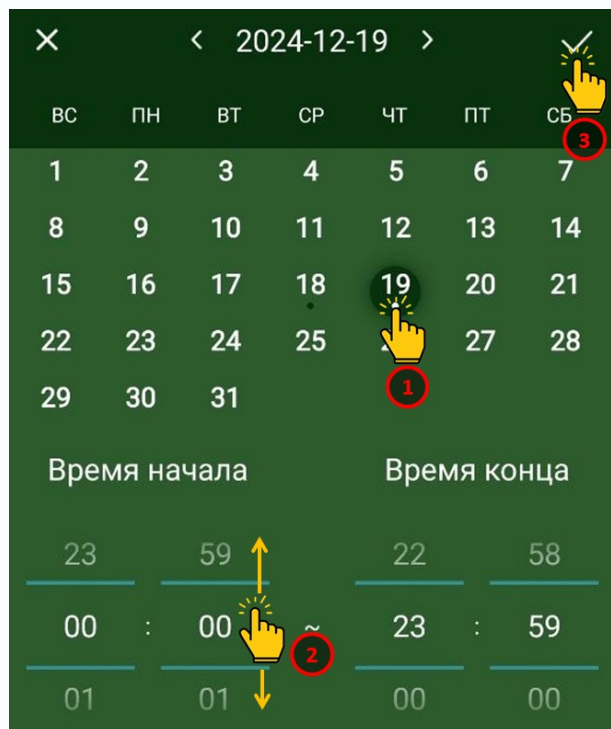 2024-12-19
ВС ПН ВТ СР ЧТ ПТ СБ
3
1 2 3 4 5 6 7
8 9 10 11 12 13 14
15 16 17 18 19 20 21
22 23 24 25 27 28
29 30 31
1
Время начала Время конца
23 59 22 58
00 : 00 ~ 23 : 59
2
01 01 00 00